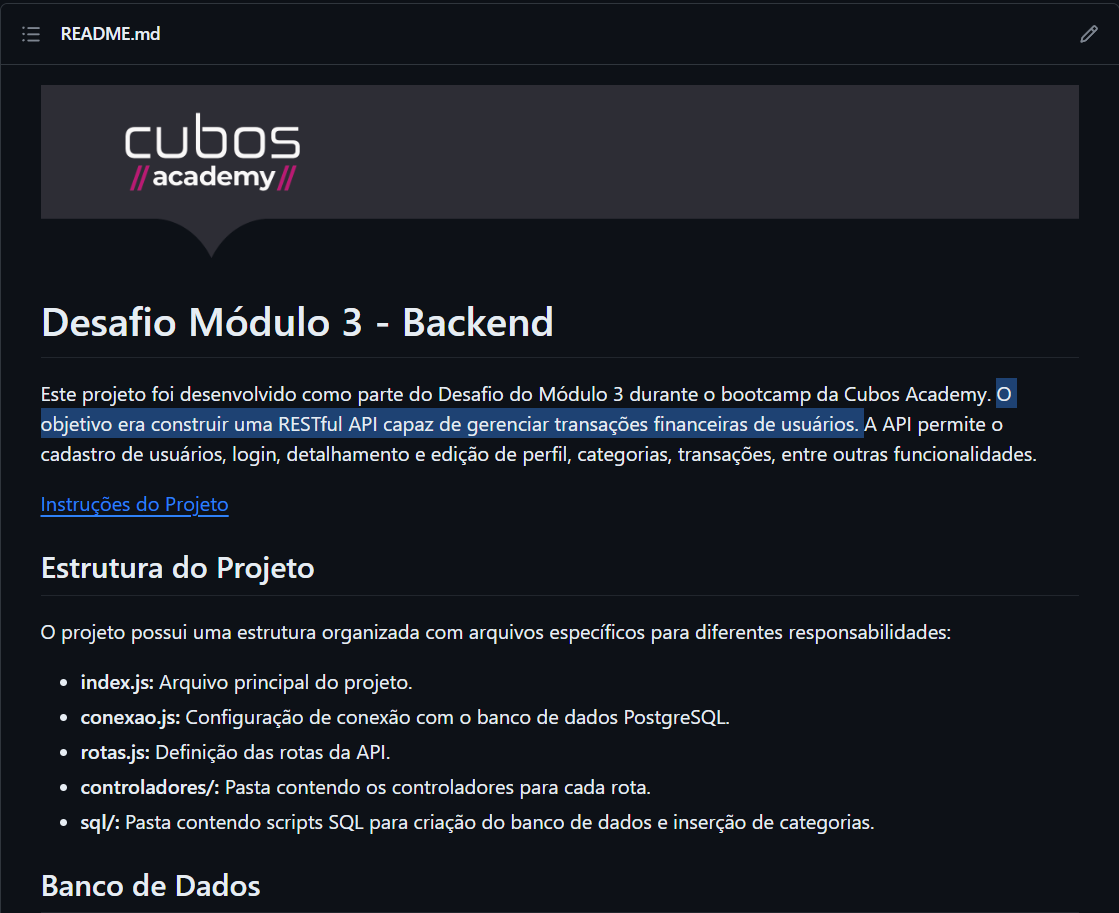 README.md
cubos
//academy//
Desafio Módulo 3 - Backend
Este projeto foi desenvolvido como parte do Desafio do Módulo 3 durante o bootcamp da Cubos Academy. O
objetivo era construir uma RESTful API capaz de gerenciar transações financeiras de usuários. A API permite o
cadastro de usuários, login, detalhamento e edição de perfil, categorias, transações, entre outras funcionalidades.
Instruções do Projeto
Estrutura do Projeto
O projeto possui uma estrutura organizada com arquivos específicos para diferentes responsabilidades:
• index.js: Arquivo principal do projeto.
• conexao.js: Configuração de conexão com o banco de dados PostgreSQL.
• rotas.js: Definição das rotas da API.
• controladores/: Pasta contendo os controladores para cada rota.
• sql/: Pasta contendo scripts SQL para criação do banco de dados e inserção de categorias.
Banco de Dados